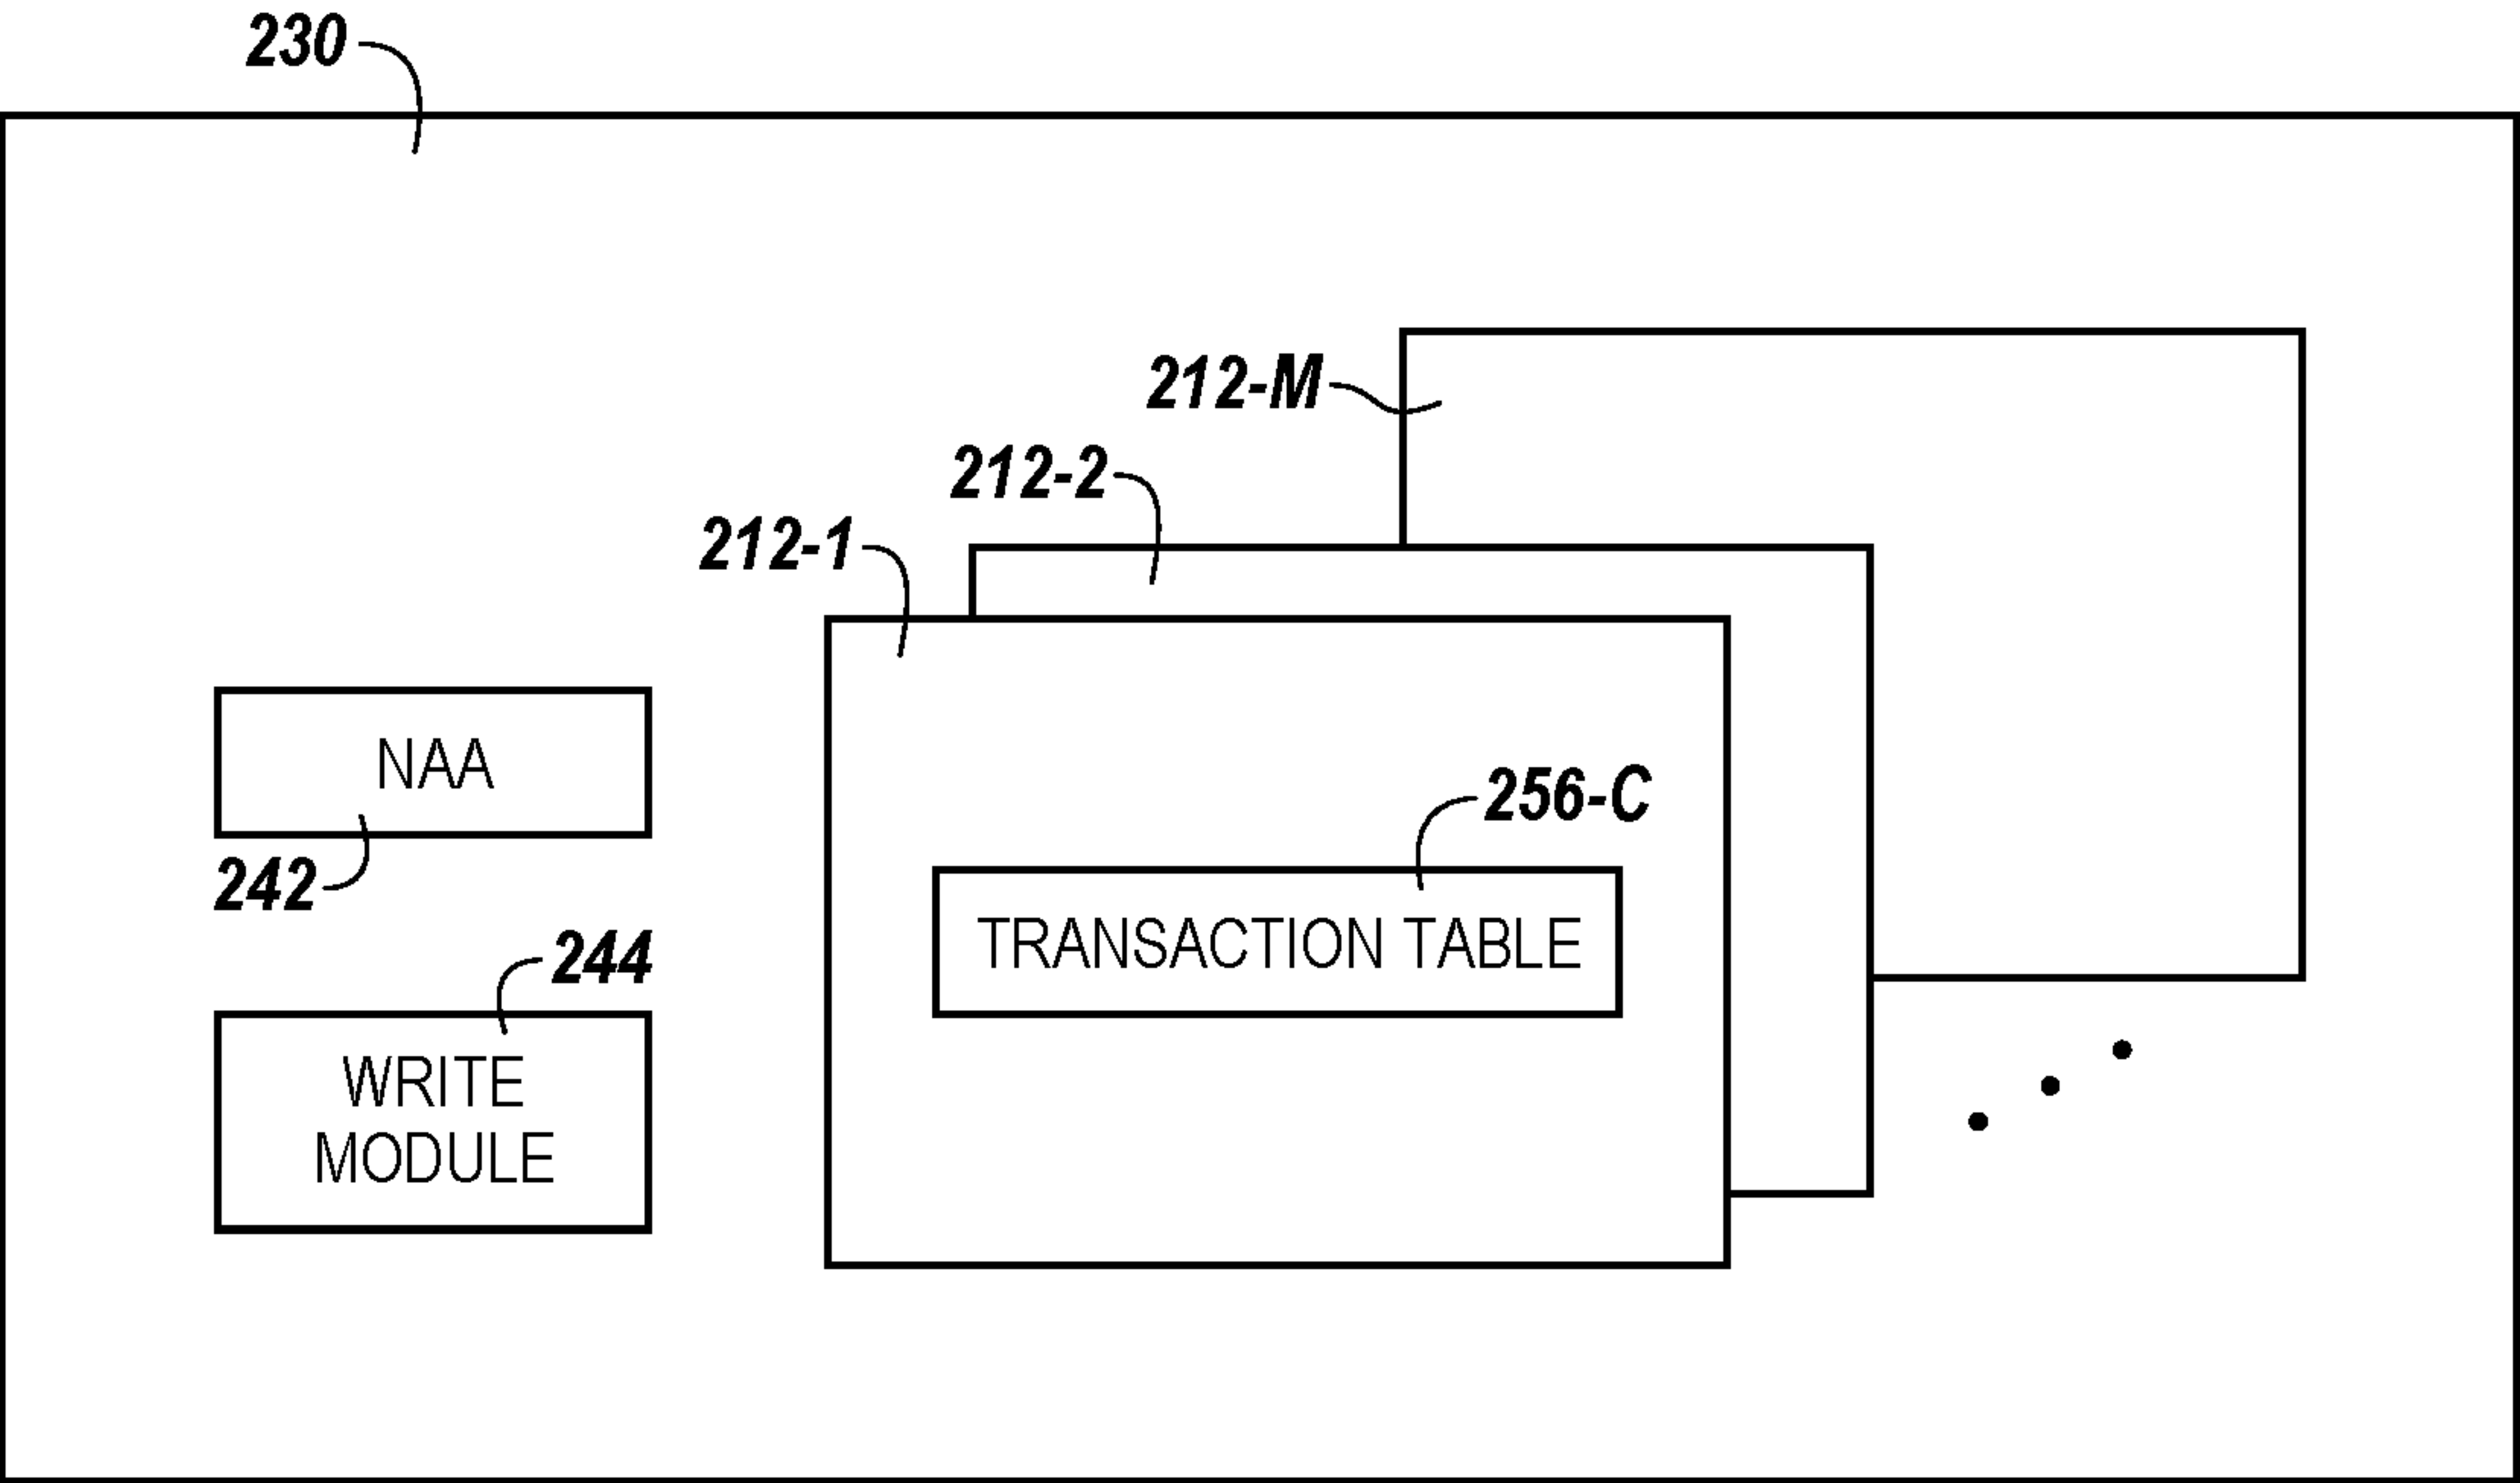 230
212-M
212-2
212-1
NAA
256-C
242
TRANSACTION TABLE
244
WRITE
MODULE